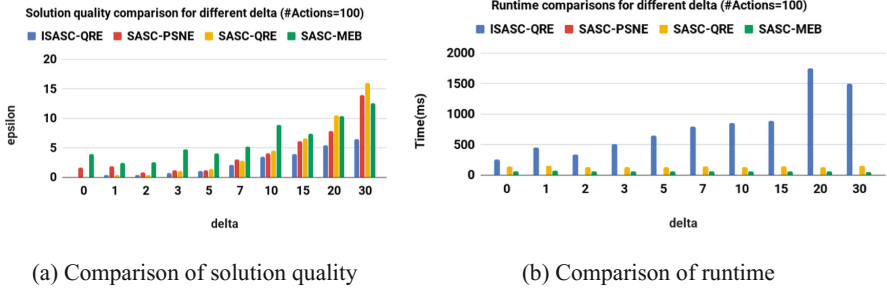 Solution quality comparison for different delta (#Actions=100)
ISASC-QRE SASC-PSNE SASC-QRE SASC-MEB
20
15
10
5
0
epsilon
0 1 2 3 5 7 10 15 20 30
delta
(a) Comparison of solution quality
Runtime comparisons for different delta (#Actions=100)
ISASC-QRE SASC-PSNE SASC-QRE SASC-MEB
2000
1500
1000
500
0
Time(ms)
0 1 2 3 5 7 10 15 20 30
delta
(b) Comparison of runtime